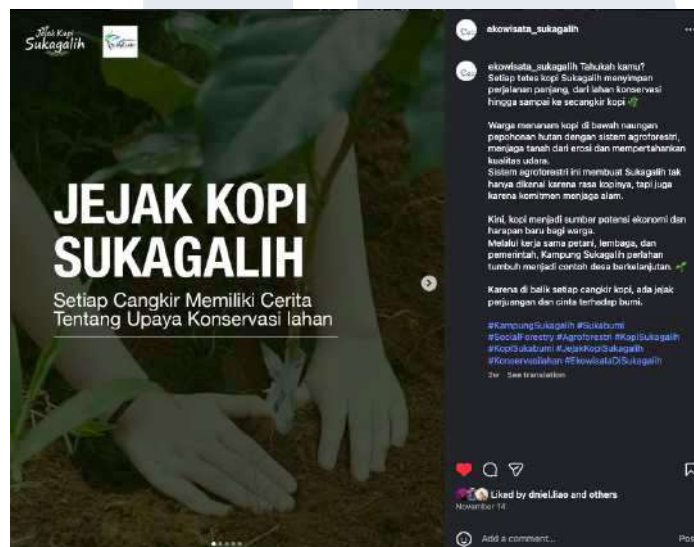 Jejak Kopi
Sukagalih
JEJAK KOPI
SUKAGALIH
Setiap Cangkir Memiliki Cerita
Tentang Upaya Konservasi lahan
ekowisata_sukagalih
ekowisata_sukagalih Tahukah kamu?
Setiap tetes kopi Sukagalih menyimpan
perjalanan panjang, dari lahan konservasi
hingga sampai ke secangkir kopi
Warga menanam kopi di bawah naungan
pepohonan hutan dengan sistem agroforestri,
menjaga tanah dari erosi dan mempertahankan
kualitas udara.
Sistem agroforestri ini membuat Sukagalih tak
hanya dikenal karena rasa kopinya, tapi juga
karena komitmen menjaga alam.
Kini, kopi menjadi sumber potensi ekonomi dan
harapan baru bagi warga.
Melalui kerja sama petani, lembaga, dan
pemerintah, Kampung Sukagalih perlahan
tumbuh menjadi contoh desa berkelanjutan.
Karena di balik setiap cangkir kopi, ada jejak
perjuangan dan cinta terhadap bumi.
#KampungSukagalih #Sukabumi
#SocialForestry #Agroforestri #KopiSukagalih
#KopiSukabumi #JejakKopiSukagalih
#Konservasilahan #EkowisataDiSukagalih
2w See translation
Liked by dniel.liao and others
November 14
Add a comment...
Pos